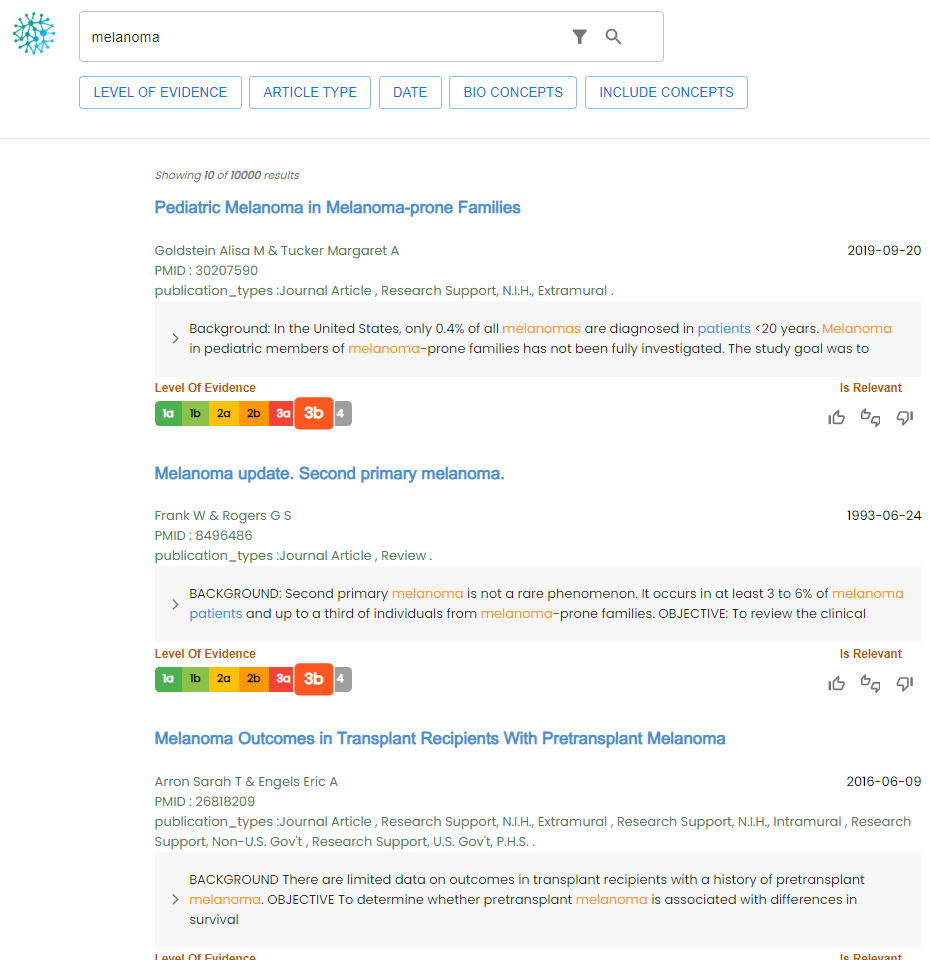 melanoma
LEVEL OF EVIDENCE
ARTICLE TYPE
DATE
BIO CONCEPTS
INCLUDE CONCEPTS
Showing 10 of 10000 results
Pediatric Melanoma in Melanoma-prone Families
Goldstein Alisa M & Tucker Margaret A
2019-09-20
PMID : 30207590
publication_types :Journal Article , Research Support, N.I.H., Extramural .
Background: In the United States, only 0.4% of all melanomas are diagnosed in patients <20 years. Melanoma
in pediatric members of melanoma-prone families has not been fully investigated. The study goal was to
Level Of Evidence
Is Relevant
1a 1b 2a 2b 3a 3b 4
Melanoma update. Second primary melanoma.
Frank W & Rogers G S
1993-06-24
PMID : 8496486
publication_types :Journal Article , Review .
BACKGROUND: Second primary melanoma is not a rare phenomenon. It occurs in at least 3 to 6% of melanoma
patients and up to a third of individuals from melanoma-prone families. OBJECTIVE: To review the clinical
Level Of Evidence
Is Relevant
1a 1b 2a 2b 3a 3b 4
Melanoma Outcomes in Transplant Recipients With Pretransplant Melanoma
Arron Sarah T & Engels Eric A
2016-06-09
PMID : 26818209
publication_types :Journal Article , Research Support, N.I.H., Extramural , Research Support, N.I.H., Intramural , Research
Support, Non-U.S. Gov't , Research Support, U.S. Gov't, P.H.S. .
BACKGROUND There are limited data on outcomes in transplant recipients with a history of pretransplant
melanoma. OBJECTIVE To determine whether pretransplant melanoma is associated with differences in
survival
Level Of Evidence
Is Relevant